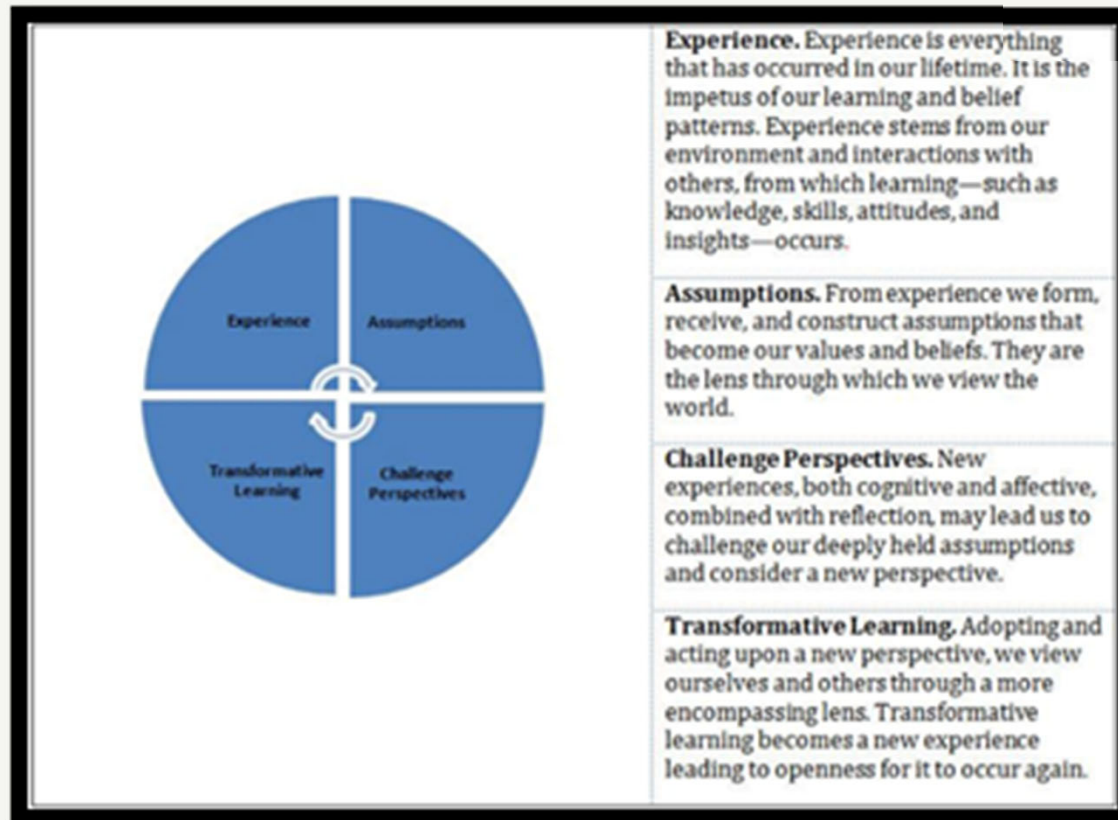 Experience
Assumptions
Transformative
Learning
Challenge
Perspectives
Experience. Experience is everything
that has occurred in our lifetime. It is the
impetus of our learning and belief
patterns. Experience stems from our
environment and interactions with
others, from which learning—such as
knowledge, skills, attitudes, and
insights—occurs.
Assumptions. From experience we form,
receive, and construct assumptions that
become our values and beliefs. They are
the lens through which we view the
world.
Challenge Perspectives. New
experiences, both cognitive and affective,
combined with reflection, may lead us to
challenge our deeply held assumptions
and consider a new perspective.
Transformative Learning. Adopting and
acting upon a new perspective, we view
ourselves and others through a more
encompassing lens. Transformative
learning becomes a new experience
leading to openness for it to occur again.